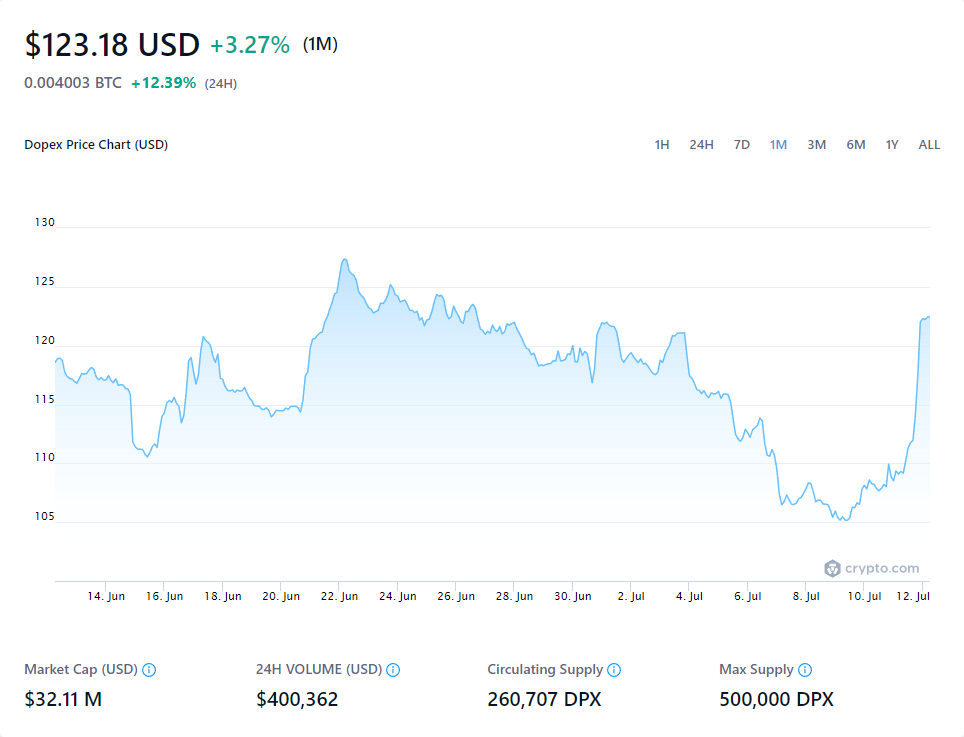 $123.18 USD +3.27% (1M)
0.004003 BTC +12.39% (24H)
Dopex Price Chart (USD) 1H 24H 7D 1M 3M 6M 1Y ALL
130
125
120
115
110
105
crypto.com
14. Jun 16. Jun 18. Jun 20. Jun 22. Jun 24. Jun 26. Jun 28. Jun 30. Jun 2. Jul 4. Jul 6. Jul 8. Jul 10. Jul 12. Jul
Market Cap (USD) 24H VOLUME (USD) Circulating Supply Max Supply
$32.11 M $400,362 260,707 DPX 500,000 DPX